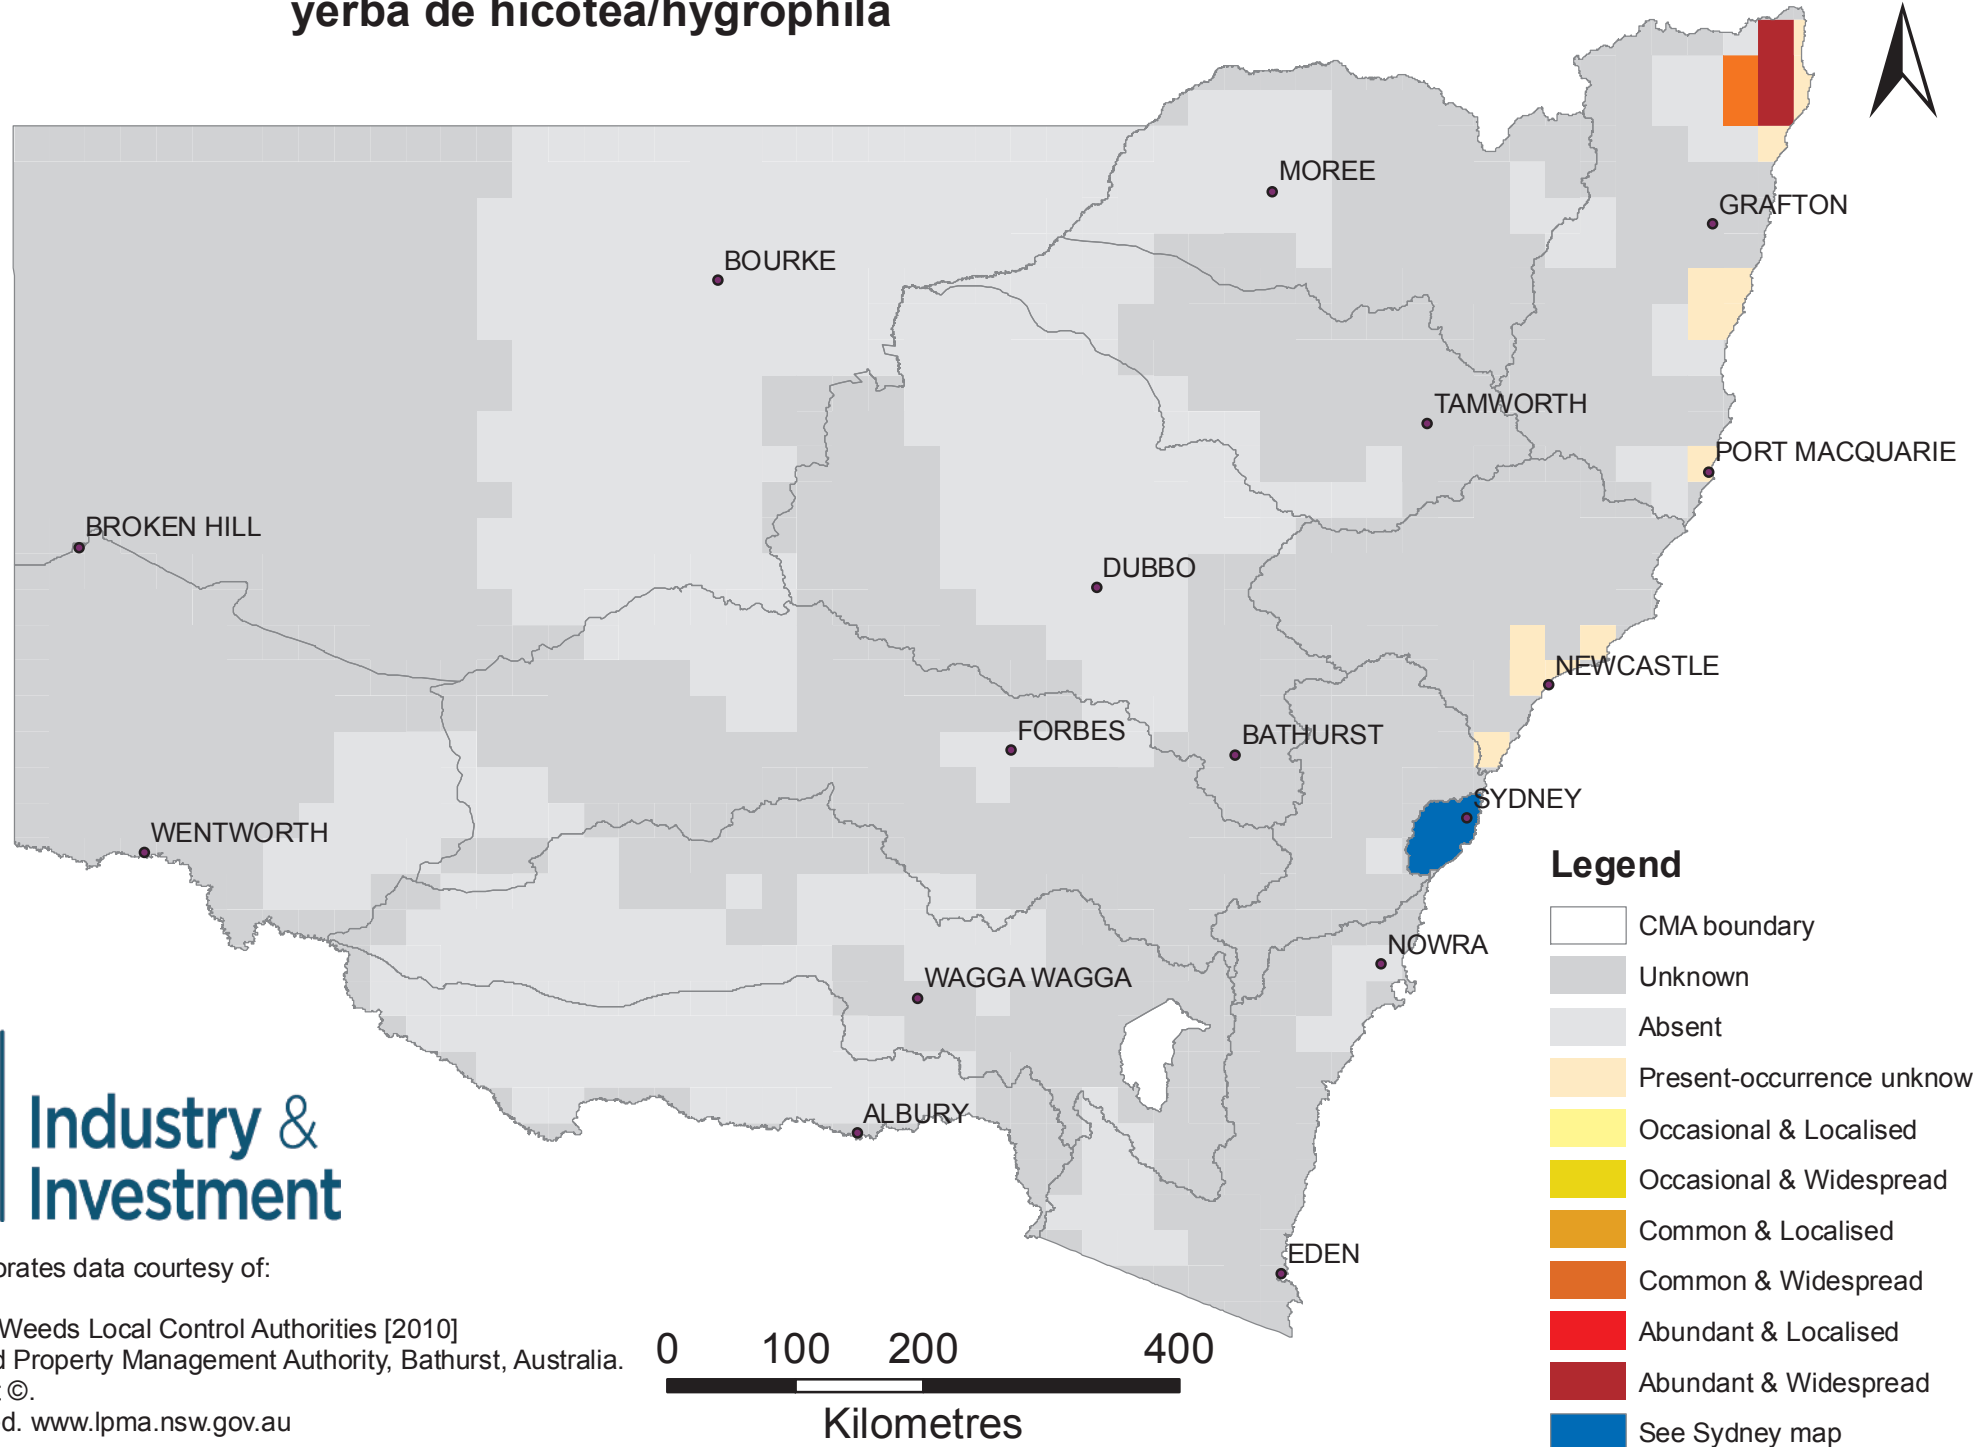 yerba de hicotea/hygrophila
MOREE
GRAFTON
BOURKE
TAMWORTH
PORT MACQUARIE
BROKEN HILL
DUBBO
NEWCASTLE
FORBES
BATHURST
SYDNEY
WENTWORTH
NOWRA
WAGGA WAGGA
ALBURY
EDEN
Legend
CMA boundary
Unknown
Absent
Present-occurrence unknow
Occasional & Localised
Occasional & Widespread
Common & Localised
Common & Widespread
Abundant & Localised
Abundant & Widespread
See Sydney map
Industry &
Investment
orates data courtesy of:
Weeds Local Control Authorities [2010]
d Property Management Authority, Bathurst, Australia.
©.
d. www.lpma.nsw.gov.au
0 100 200 400
Kilometres